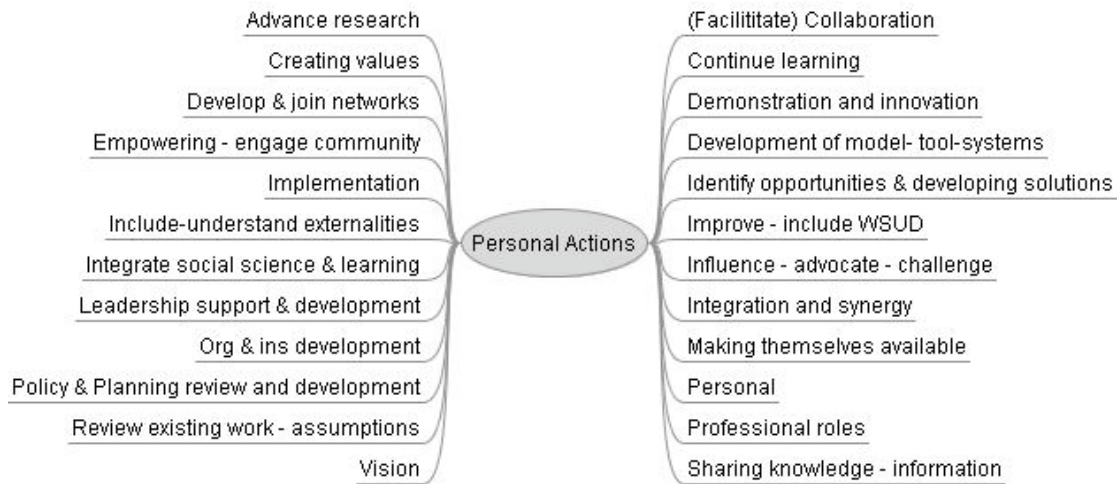 Advance research
Creating values
Develop & join networks
Empowering - engage community
Implementation
Include-understand externalities
Integrate social science & learning
Leadership support & development
Org & ins development
Policy & Planning review and development
Review existing work - assumptions
Vision
Personal Actions
(Facilititate) Collaboration
Continue learning
Demonstration and innovation
Development of model- tool-systems
Identify opportunities & developing solutions
Improve - include WSUD
Influence - advocate - challenge
Integration and synergy
Making themselves available
Personal
Professional roles
Sharing knowledge - information